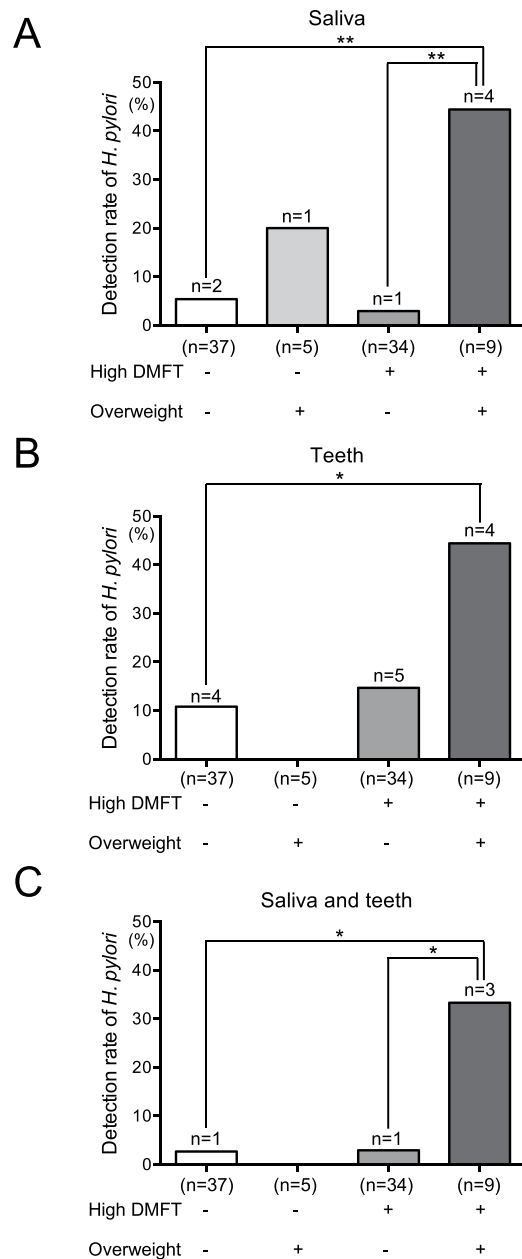 A
Saliva
**
**
50
(%)
40
30
20
10
0
Detection rate of H. pylori
n=2
n=1
n=1
n=4
(n=37) (n=5) (n=34) (n=9)
High DMFT - - + +
Overweight - + - +
B
Teeth
*
50
(%)
40
30
20
10
0
Detection rate of H. pylori
n=4
n=5
n=4
(n=37) (n=5) (n=34) (n=9)
High DMFT - - + +
Overweight - + - +
C
Saliva and teeth
*
*
50
(%)
40
30
20
10
0
Detection rate of H. pylori
n=1
n=1
n=3
(n=37) (n=5) (n=34) (n=9)
High DMFT - - + +
Overweight - + - +